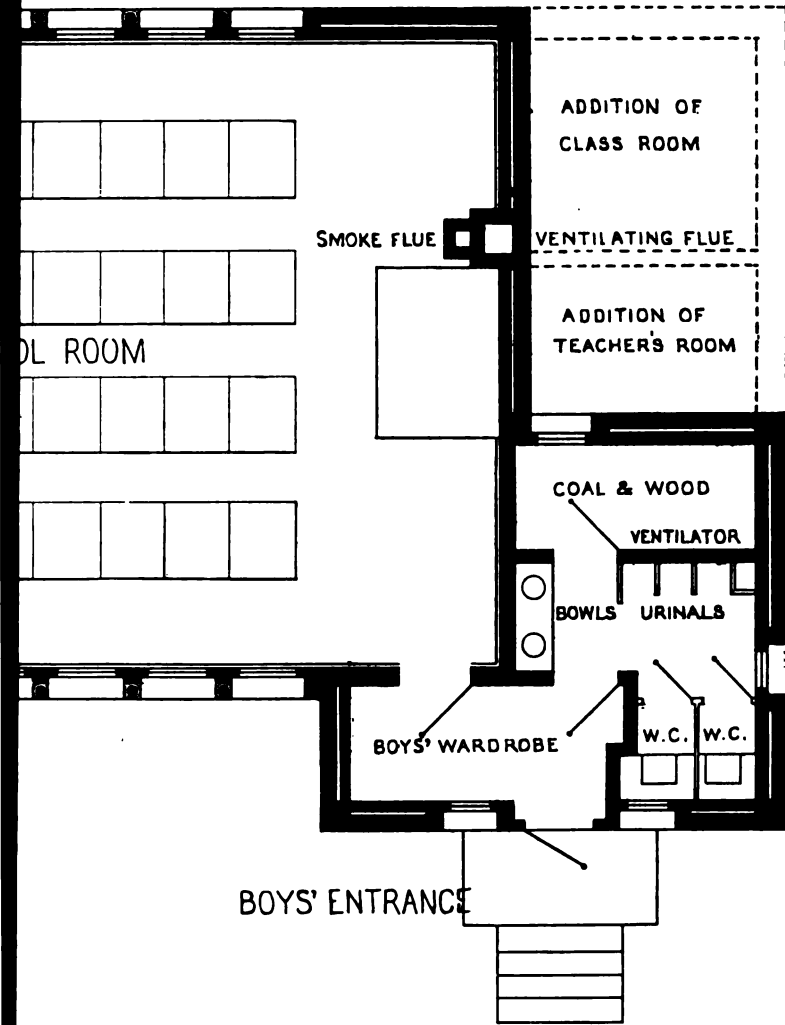 ADDITION OF
CLASS ROOM
SMOKE FLUE
VENTILATING FLUE
ADDITION OF
TEACHER'S ROOM
OL ROOM
COAL & WOOD
VENTILATOR
BOWLS
URINALS
W.C.
W.C.
BOYS' WARDROBE
BOYS' ENTRANCE